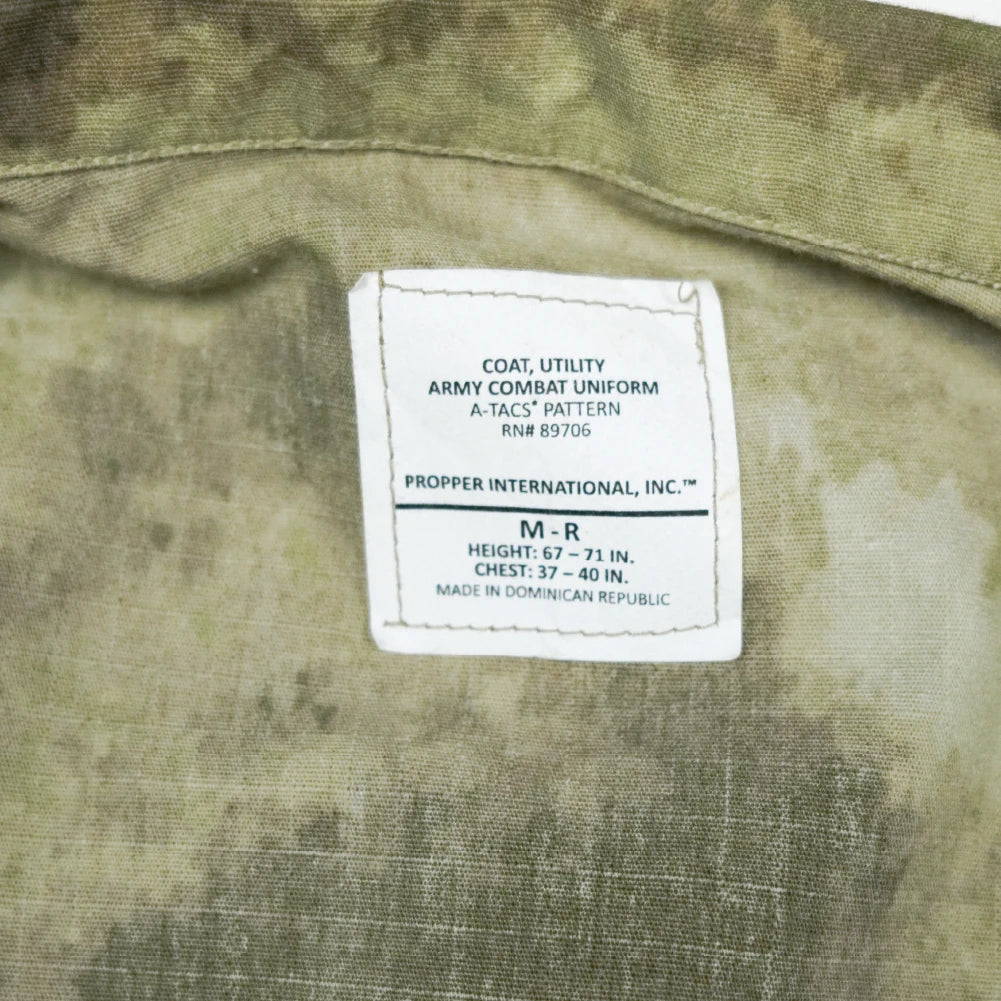 COAT, UTILITY
ARMY COMBAT UNIFORM
A-TACS® PATTERN
RN# 89706
PROPPER INTERNATIONAL, INC.™
M - R
HEIGHT: 67 – 71 IN.
CHEST: 37 – 40 IN.
MADE IN DOMINICAN REPUBLIC